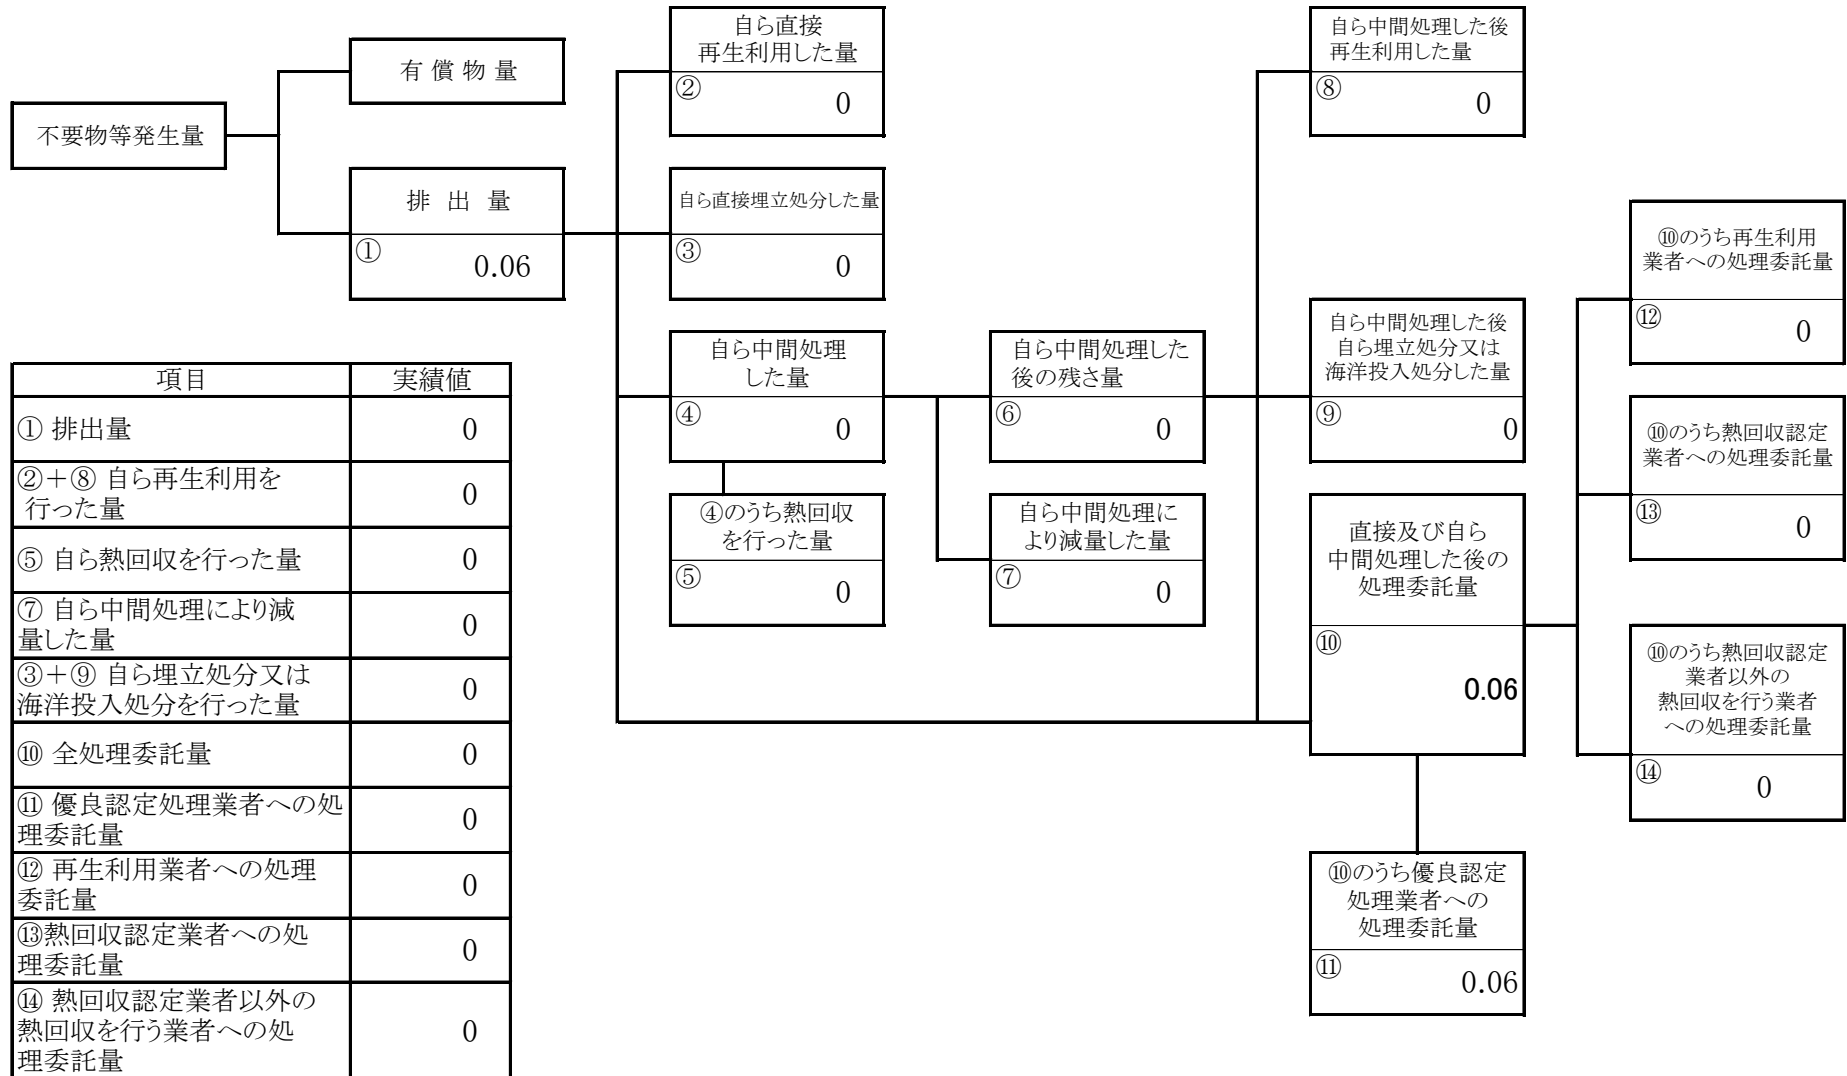 不要物等発生量
有 償 物 量
排 出 量
①
0.06
自ら直接
再生利用した量
②
0
自ら直接埋立処分した量
③
0
自ら中間処理
した量
④
0
④のうち熱回収
を行った量
⑤
0
自ら中間処理した
後の残さ量
⑥
0
自ら中間処理に
より減量した量
⑦
0
自ら中間処理した後
再生利用した量
⑧
0
自ら中間処理した後
自ら埋立処分又は
海洋投入処分した量
⑨
0
直接及び自ら
中間処理した後の
処理委託量
⑩
0.06
⑩のうち優良認定
処理業者への
処理委託量
⑪
0.06
⑩のうち再生利用
業者への処理委託量
⑫
0
⑩のうち熱回収認定
業者への処理委託量
⑬
0
⑩のうち熱回収認定
業者以外の
熱回収を行う業者
への処理委託量
⑭
0
項目 実績値
① 排出量 0
②＋⑧ 自ら再生利用を
行った量 0
⑤ 自ら熱回収を行った量 0
⑦ 自ら中間処理により減
量した量 0
③＋⑨ 自ら埋立処分又は
海洋投入処分を行った量 0
⑩ 全処理委託量 0
⑪ 優良認定処理業者への処
理委託量 0
⑫ 再生利用業者への処理
委託量 0
⑬熱回収認定業者への処
理委託量 0
⑭ 熱回収認定業者以外の
熱回収を行う業者への処
理委託量 0